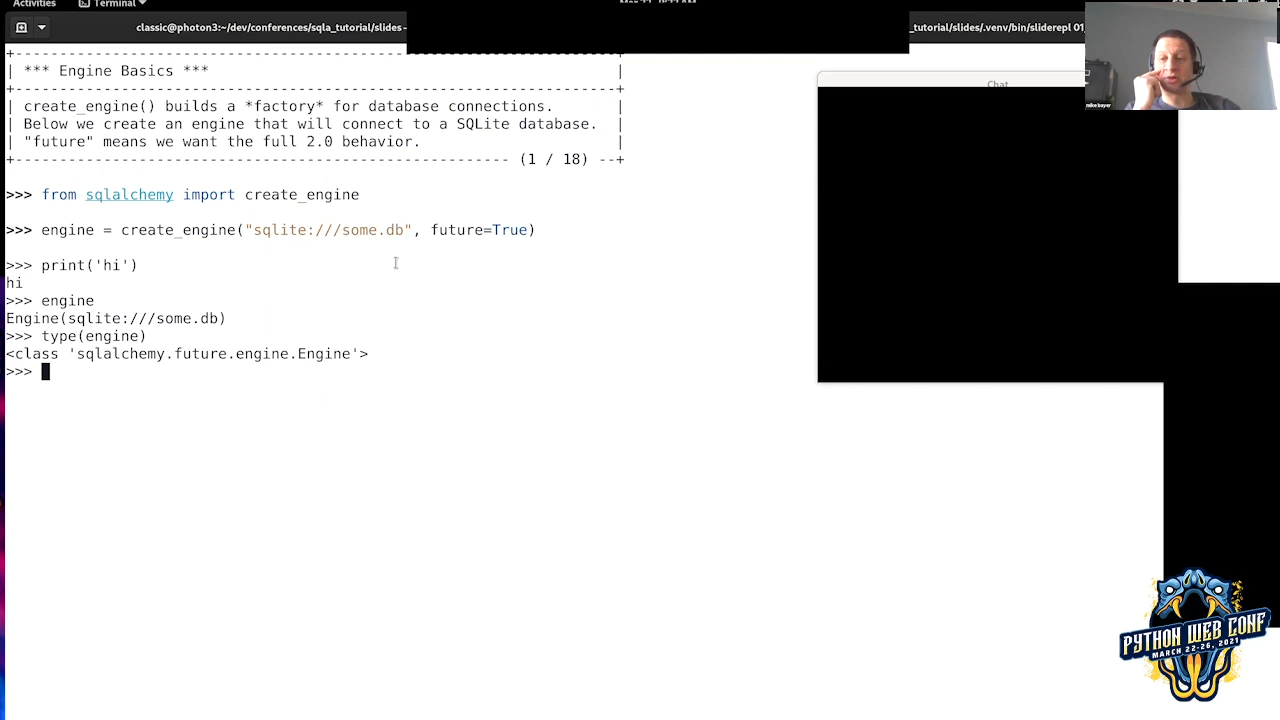 Activities
Terminal
classic@photon3:~/dev/conferences/sqla_tutorial/slides-
_tutorial/slides/.venv/bin/sliderepl 01
Chat
mike bayer
+--------------------------------------------------------------------+
| *** Engine Basics *** |
+--------------------------------------------------------------------+
| create_engine() builds a *factory* for database connections. |
| Below we create an engine that will connect to a SQLite database. |
| "future" means we want the full 2.0 behavior. |
+--------------------------------------------------------- (1 / 18) --+
>>> from sqlalchemy import create_engine
>>> engine = create_engine("sqlite:///some.db", future=True)
>>> print('hi')
hi
>>> engine
Engine(sqlite:///some.db)
>>> type(engine)
<class 'sqlalchemy.future.engine.Engine'>
>>>
PYTHON WEB CONF
MARCH 22-26, 2021